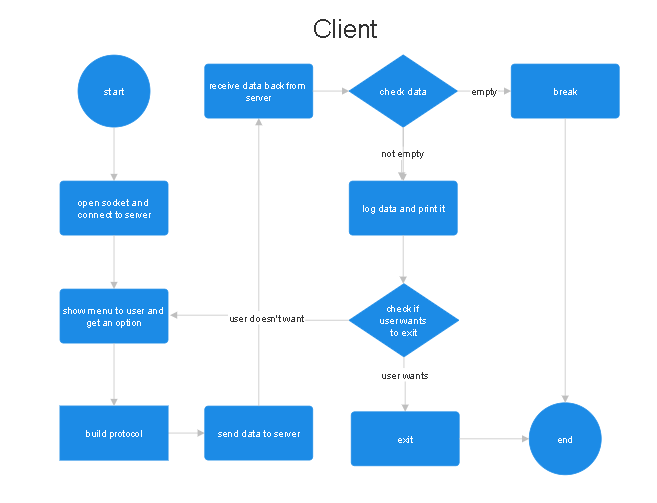 Client
start
receive data back from
server
check data
empty
break
not empty
open socket and
connect to server
log data and print it
show menu to user and
get an option
user doesn't want
check if
user wants
to exit
user wants
build protocol
send data to server
exit
end